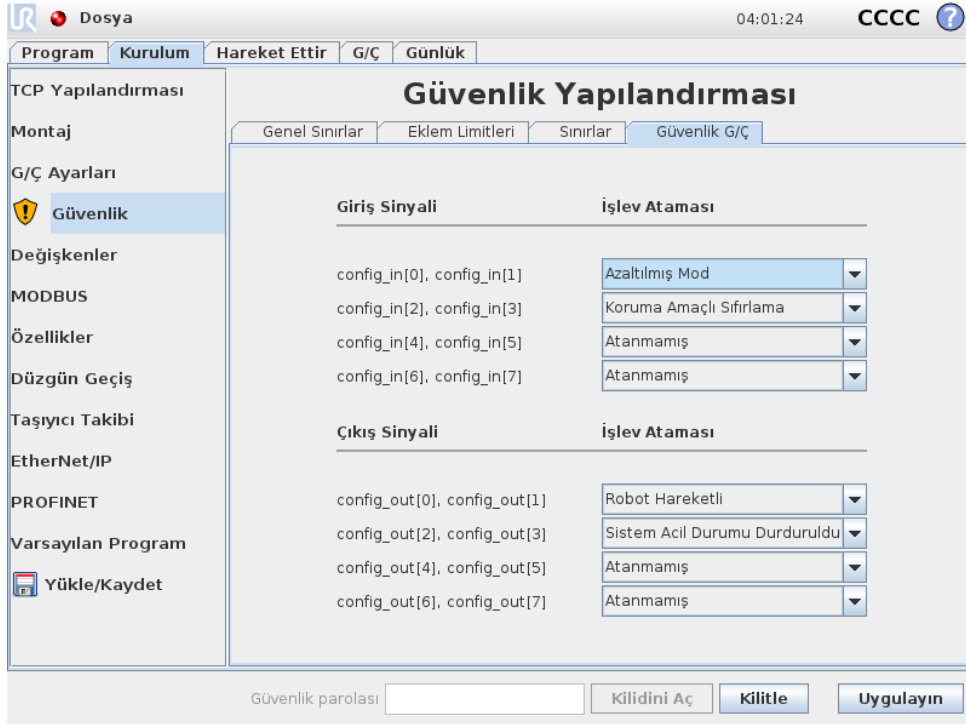 UR Dosya 04:01:24 CCCC ?
Program Kurulum Hareket Ettir G/Ç Günlük
TCP Yapılandırması
Montaj
G/Ç Ayarları
Güvenlik
Değişkenler
MODBUS
Özellikler
Düzgün Geçiş
Taşıyıcı Takibi
EtherNet/IP
PROFINET
Varsayılan Program
Yükle/Kaydet
Güvenlik Yapılandırması
Genel Sınırlar Eklem Limitleri Sınırlar Güvenlik G/Ç
Giriş Sinyali İşlev Ataması
config_in[0], config_in[1] Azaltılmış Mod
config_in[2], config_in[3] Koruma Amaçlı Sıfırlama
config_in[4], config_in[5] Atanmamış
config_in[6], config_in[7] Atanmamış
Çıkış Sinyali İşlev Ataması
config_out[0], config_out[1] Robot Hareketli
config_out[2], config_out[3] Sistem Acil Durumu Durduruldu
config_out[4], config_out[5] Atanmamış
config_out[6], config_out[7] Atanmamış
Güvenlik parolası Kilidini Aç Kilitle Uygulayın